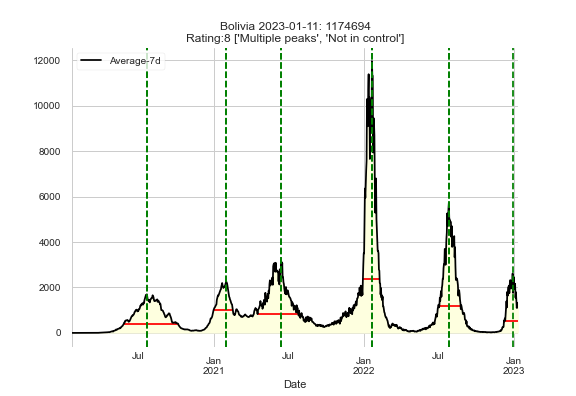 Bolivia 2023-01-11: 1174694
Rating:8 ['Multiple peaks', 'Not in control']
Average-7d
12000
10000
8000
6000
4000
2000
0
Jul
Jan
2021
Jul
Jan
2022
Jul
Jan
2023
Date